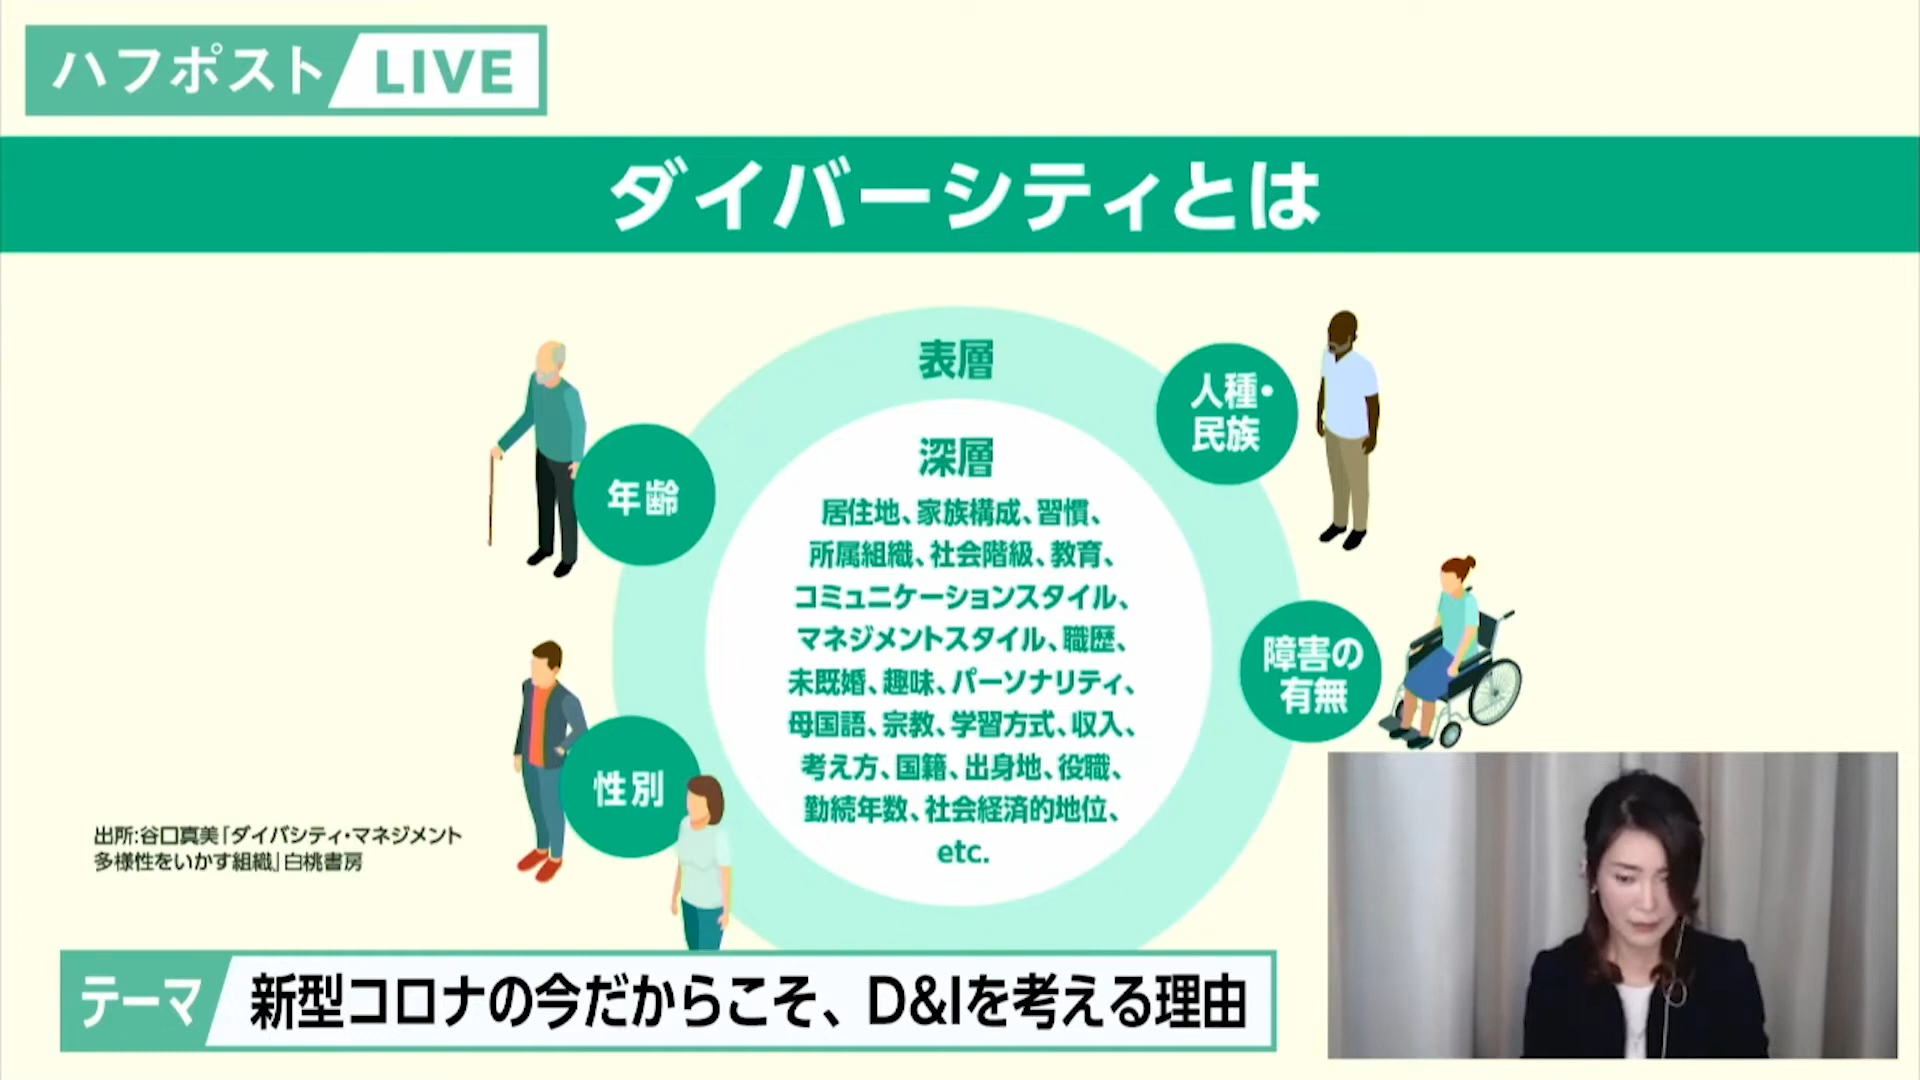 ハフポスト LIVE
ダイバーシティとは
表層
人種・
民族
深層
年齢
居住地、家族構成、習慣、
所属組織、社会階級、教育、
コミュニケーションスタイル、
マネジメントスタイル、職歴、
未既婚、趣味、パーソナリティ、
母国語、宗教、学習方式、収入、
考え方、国籍、出身地、役職、
勤続年数、社会経済的地位、
etc.
障害の
有無
性別
出所:谷口真美「ダイバシティ・マネジメント
多様性をいかす組織」白桃書房
テーマ 新型コロナの今だからこそ、D&Iを考える理由